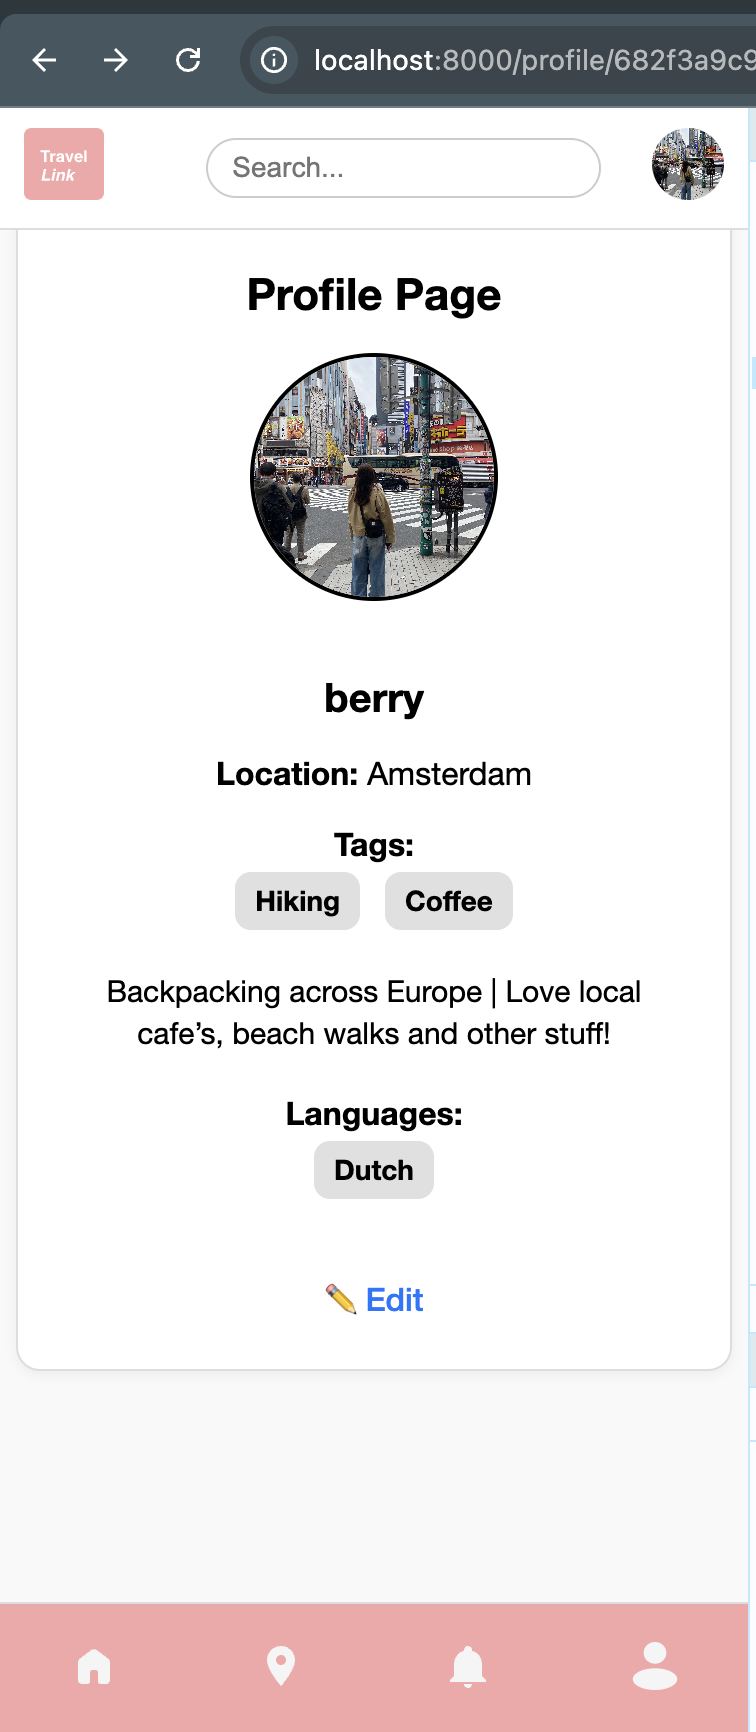 localhost:8000/profile/682f3a9c9
Travel
Link
Search...
Profile Page
berry
Location: Amsterdam
Tags:
Hiking Coffee
Backpacking across Europe | Love local
cafe’s, beach walks and other stuff!
Languages:
Dutch
✏️ Edit